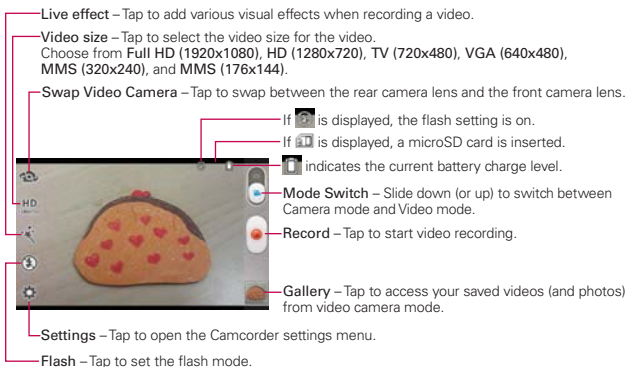 Live effect – Tap to add various visual effects when recording a video.
Video size – Tap to select the video size for the video.
Choose from Full HD (1920x1080), HD (1280x720), TV (720x480), VGA (640x480),
MMS (320x240), and MMS (176x144).
Swap Video Camera – Tap to swap between the rear camera lens and the front camera lens.
If is displayed, the flash setting is on.
If is displayed, a microSD card is inserted.
indicates the current battery charge level.
HD
Mode Switch – Slide down (or up) to switch between
Camera mode and Video mode.
Record – Tap to start video recording.
Gallery – Tap to access your saved videos (and photos)
from video camera mode.
Settings – Tap to open the Camcorder settings menu.
Flash – Tap to set the flash mode.